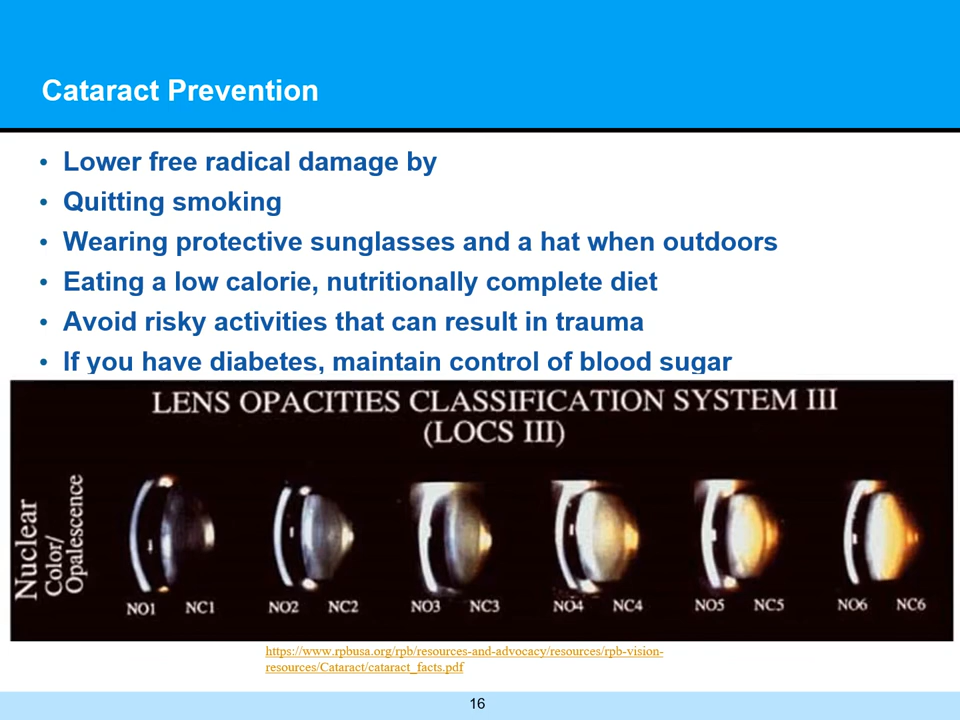 Cataract Prevention
• Lower free radical damage by
• Quitting smoking
• Wearing protective sunglasses and a hat when outdoors
• Eating a low calorie, nutritionally complete diet
• Avoid risky activities that can result in trauma
• If you have diabetes, maintain control of blood sugar
LENS OPACITIES CLASSIFICATION SYSTEM III
(LOCS III)
Nuclear
Color/
Opalescence
NO1 NC1 NO2 NC2 NO3 NC3 NO4 NC4 NO5 NC5 NO6 NC6
https://www.rpbusa.org/rpb/resources-and-advocacy/resources/rpb-vision-
resources/Cataract/cataract_facts.pdf
16